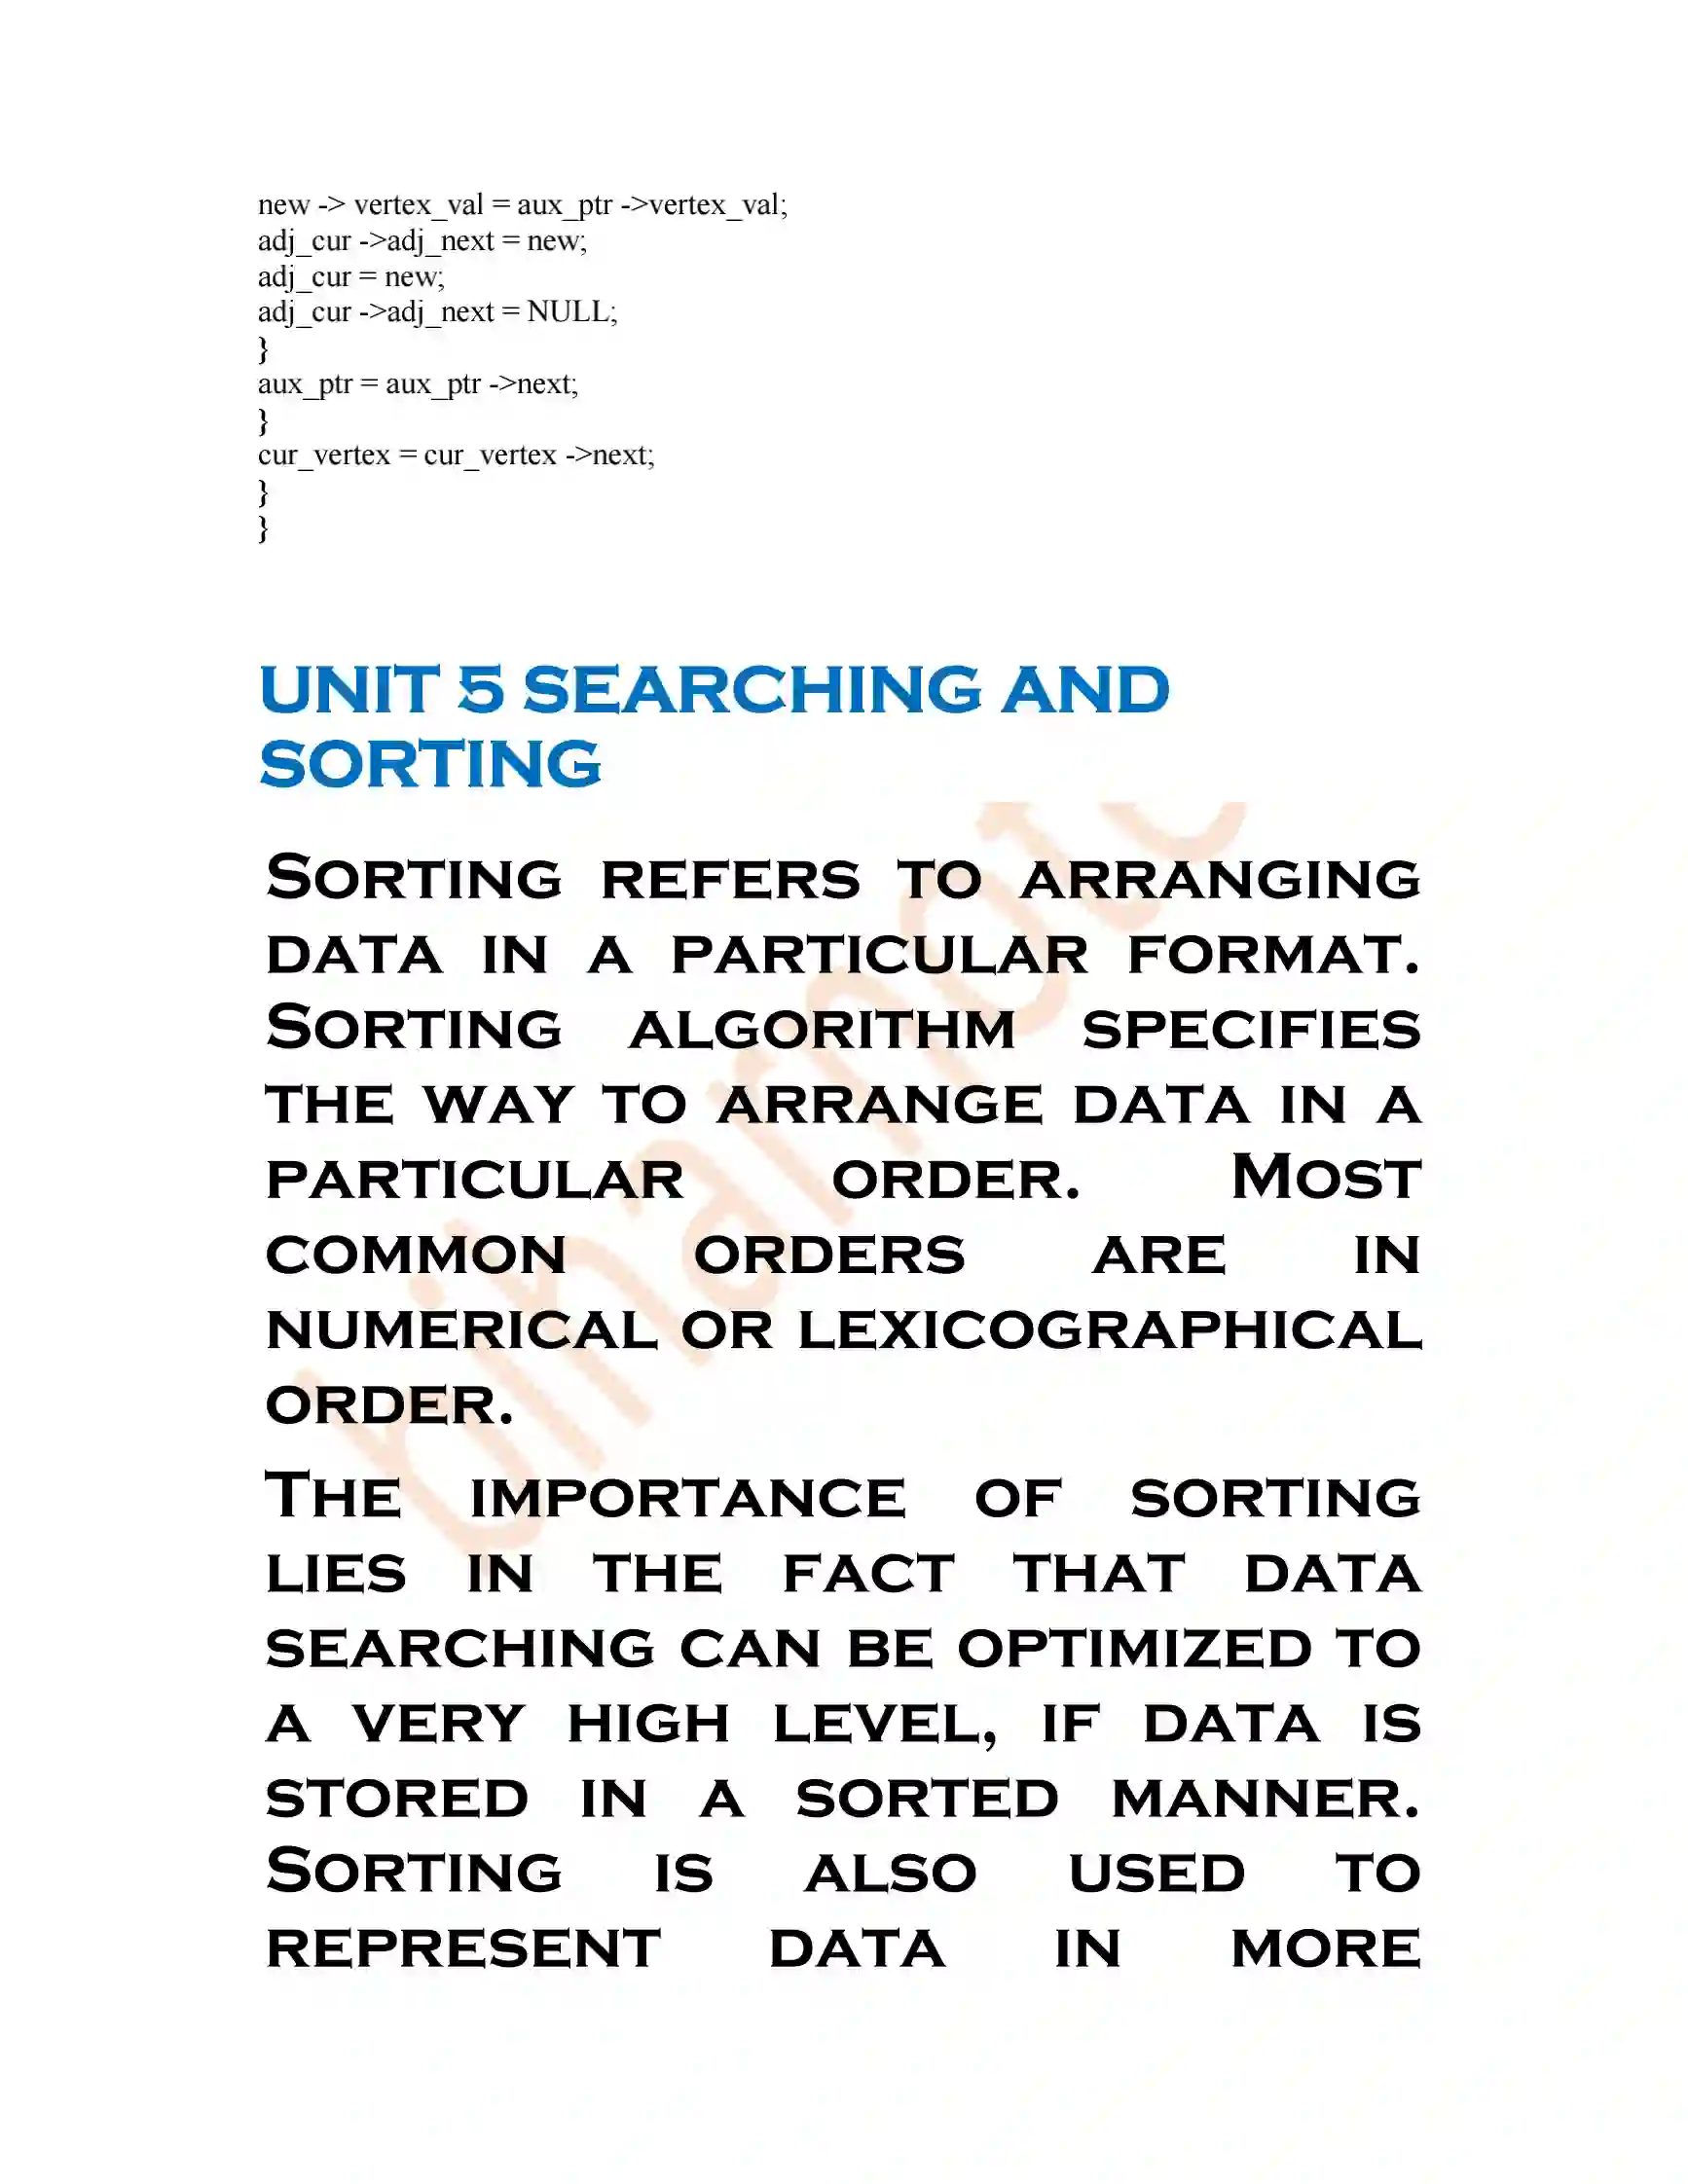 new -> vertex_val = aux_ptr ->vertex_val;
adj_cur ->adj_next = new;
adj_cur = new;
adj_cur ->adj_next = NULL;
}
aux_ptr = aux_ptr ->next;
}
cur_vertex = cur_vertex ->next;
}
}
UNIT 5 SEARCHING AND
SORTING
Sorting refers to arranging
data in a particular format.
Sorting algorithm specifies
the way to arrange data in a
particular order. Most
common orders are in
numerical or lexicographical
order.
The importance of sorting
lies in the fact that data
searching can be optimized to
a very high level, if data is
stored in a sorted manner.
Sorting is also used to
represent data in more